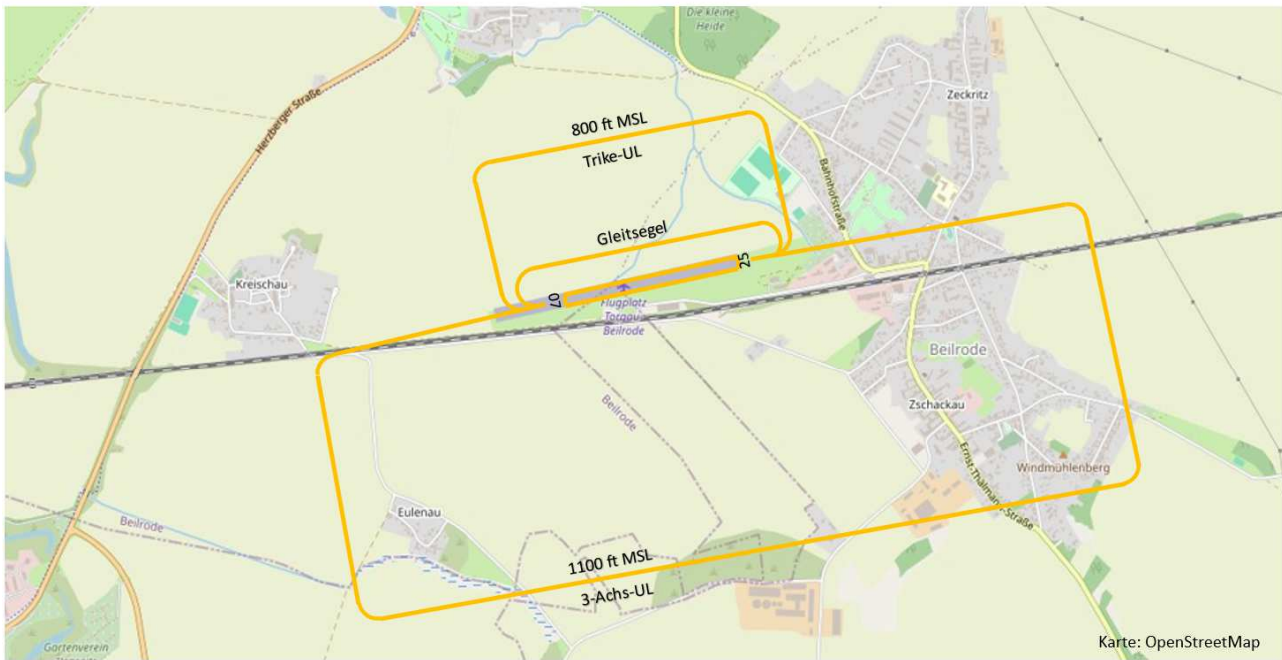 Die kleine
Heide
Zeckritz
Herzberger Straße
800 ft MSL
Trike-UL
Bahnhofstraße
Gleitsegel
25
07
Kreischau
Flugplatz
Torgau-
Beilrode
Beilrode
Beilrode
Zschackau
Windmühlenberg
Ernst-Thälmann-Straße
Eulenau
Beilrode
1100 ft MSL
3-Achs-UL
Gartenverein
Karte: OpenStreetMap